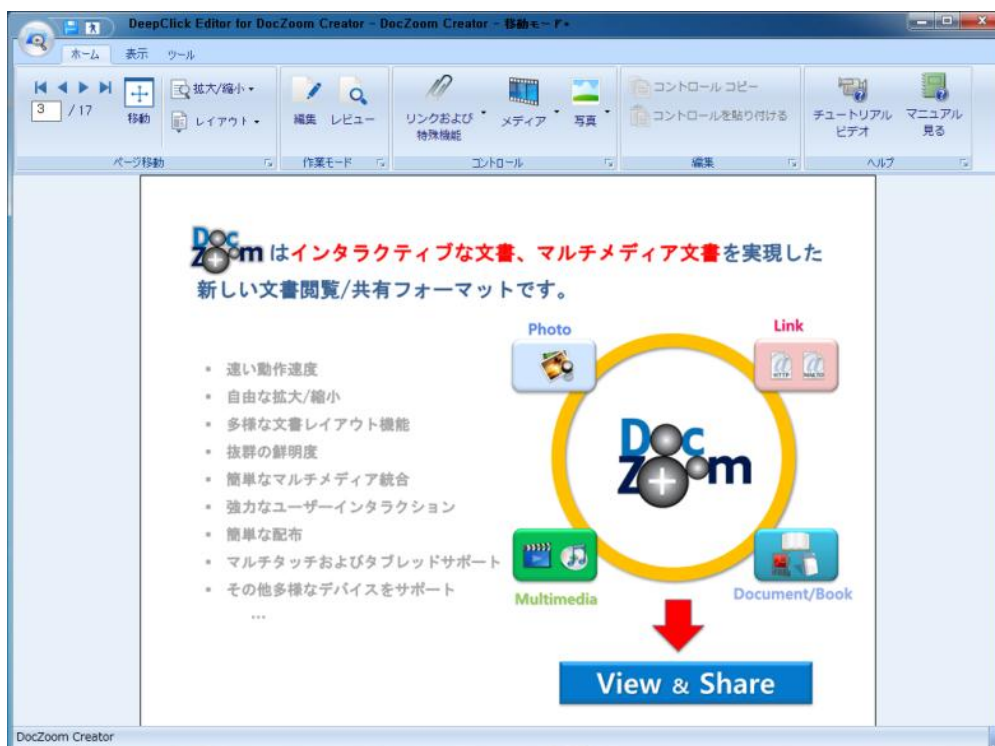 DeepClick Editor for DocZoom Creator - DocZoom Creator - 移動モード*
ホーム 表示 ツール
3 / 17
移動
拡大/縮小
レイアウト
ページ移動
編集 レビュー
作業モード
リンクおよび
特殊機能
メディア
写真
コントロール
コントロール コピー
コントロールを貼り付ける
編集
チュートリアル
ビデオ
マニュアル
見る
ヘルプ
DocZoom はインタラクティブな文書、マルチメディア文書を実現した
新しい文書閲覧/共有フォーマットです。
▪ 速い動作速度
▪ 自由な拡大/縮小
▪ 多様な文書レイアウト機能
▪ 抜群の鮮明度
▪ 簡単なマルチメディア統合
▪ 強力なユーザーインタラクション
▪ 簡単な配布
▪ マルチタッチおよびタブレッドサポート
▪ その他多様なデバイスをサポート
...
Photo
Link
HTTP
MAILTO
DocZoom
Multimedia
Document/Book
View & Share
DocZoom Creator